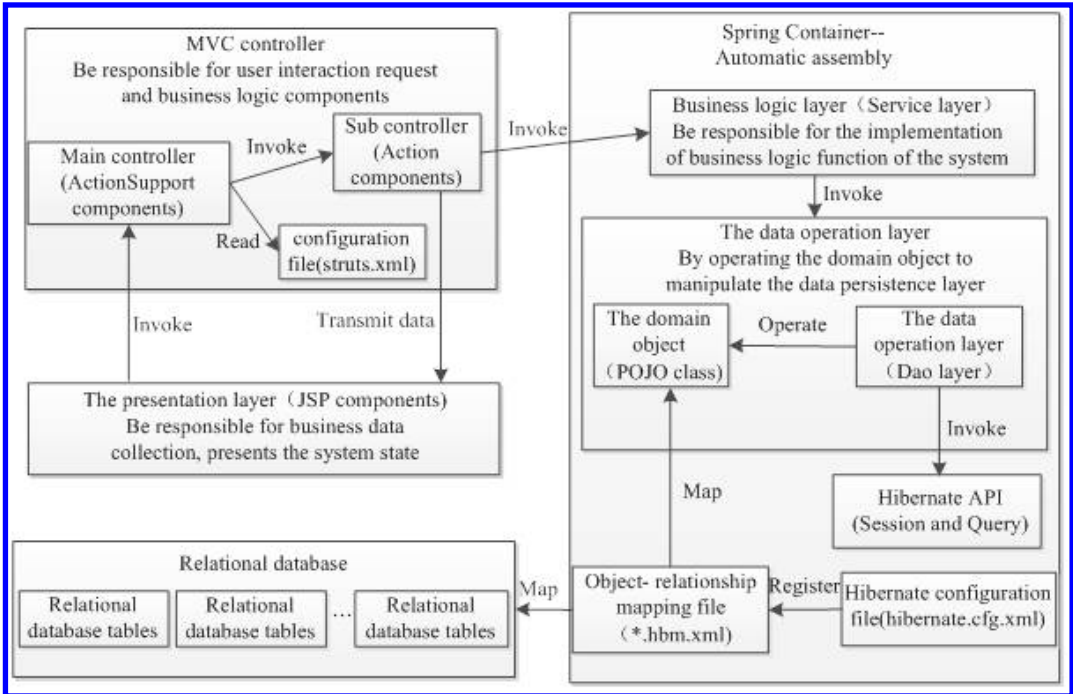 MVC controller
Be responsible for user interaction request
and business logic components
Main controller
(ActionSupport
components)
Invoke
Sub controller
(Action
components)
Read
configuration
file(struts.xml)
Invoke
Invoke
Transmit data
The presentation layer（JSP components)
Be responsible for business data
collection, presents the system state
Spring Container--
Automatic assembly
Business logic layer（Service layer）
Be responsible for the implementation
of business logic function of the system
Invoke
The data operation layer
By operating the domain object to
manipulate the data persistence layer
The domain
object
（POJO class)
Operate
The data
operation layer
（Dao layer）
Invoke
Map
Hibernate API
(Session and Query)
Object- relationship
mapping file
（*.hbm.xml)
Register
Hibernate configuration
file(hibernate.cfg.xml)
Map
Relational database
Relational
database tables
Relational
database tables
...
Relational
database tables